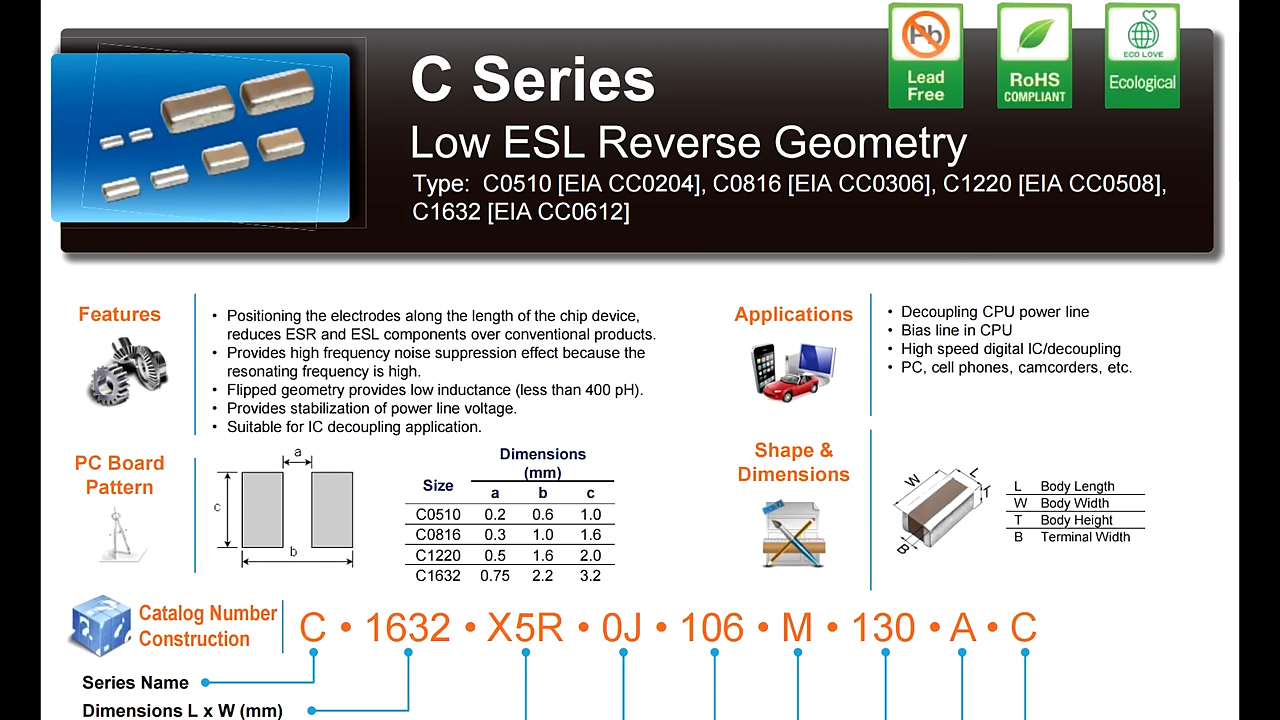 C Series
Low ESL Reverse Geometry
Type: C0510 [EIA CC0204], C0816 [EIA CC0306], C1220 [EIA CC0508],
C1632 [EIA CC0612]
Pb
Lead
Free
RoHS
COMPLIANT
ECO LOVE
Ecological
Features
• Positioning the electrodes along the length of the chip device,
reduces ESR and ESL components over conventional products.
• Provides high frequency noise suppression effect because the
resonating frequency is high.
• Flipped geometry provides low inductance (less than 400 pH).
• Provides stabilization of power line voltage.
• Suitable for IC decoupling application.
Applications
• Decoupling CPU power line
• Bias line in CPU
• High speed digital IC/decoupling
• PC, cell phones, camcorders, etc.
PC Board
Pattern
a
c
b
Dimensions
(mm)
Size a b c
C0510 0.2 0.6 1.0
C0816 0.3 1.0 1.6
C1220 0.5 1.6 2.0
C1632 0.75 2.2 3.2
Shape &
Dimensions
W
L
T
B
L Body Length
W Body Width
T Body Height
B Terminal Width
Catalog Number
Construction
C • 1632 • X5R • 0J • 106 • M • 130 • A • C
Series Name
Dimensions L x W (mm)